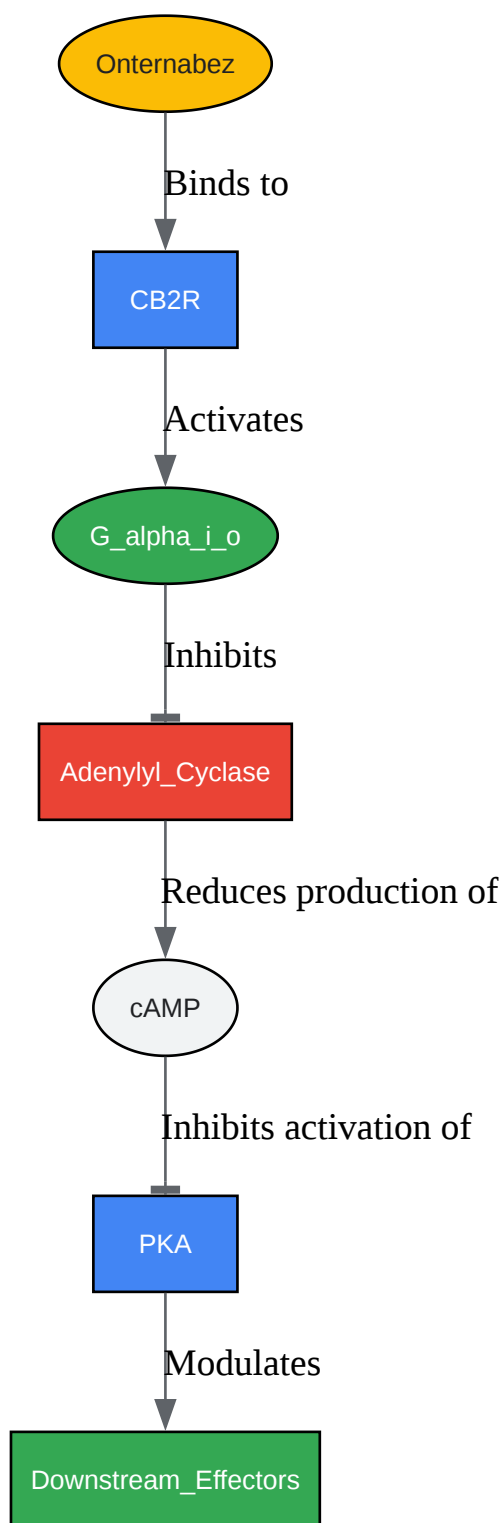 Onternabez
Binds to
CB2R
Activates
G_alpha_i_o
Inhibits
Adenylyl_Cyclase
Reduces production of
cAMP
Inhibits activation of
PKA
Modulates
Downstream_Effectors